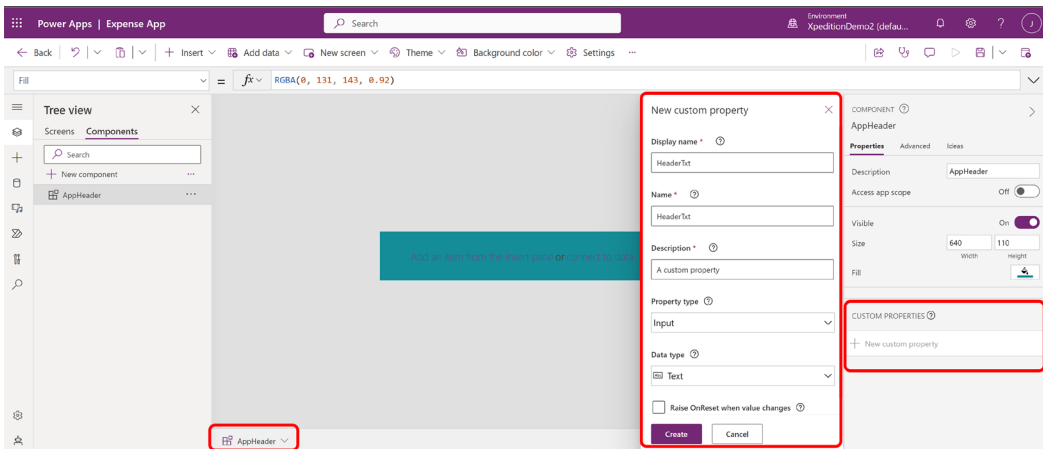 Power Apps | Expense App
Search
Environment
XpeditionDemo2 (defau...
?
J
Back
Insert
Add data
New screen
Theme
Background color
Settings
...
Fill
=
fx
RGBA(0, 131, 143, 0.92)
Tree view
Screens
Components
Search
New component
...
AppHeader
...
Add an item from the Insert pane or connect to data
AppHeader
New custom property
Display name *
HeaderTxt
Name *
HeaderTxt
Description *
A custom property
Property type
Input
Data type
Text
Raise OnReset when value changes
Create
Cancel
COMPONENT
AppHeader
Properties
Advanced
Ideas
Description
AppHeader
Access app scope
Off
Visible
On
Size
640
110
Width
Height
Fill
CUSTOM PROPERTIES
New custom property